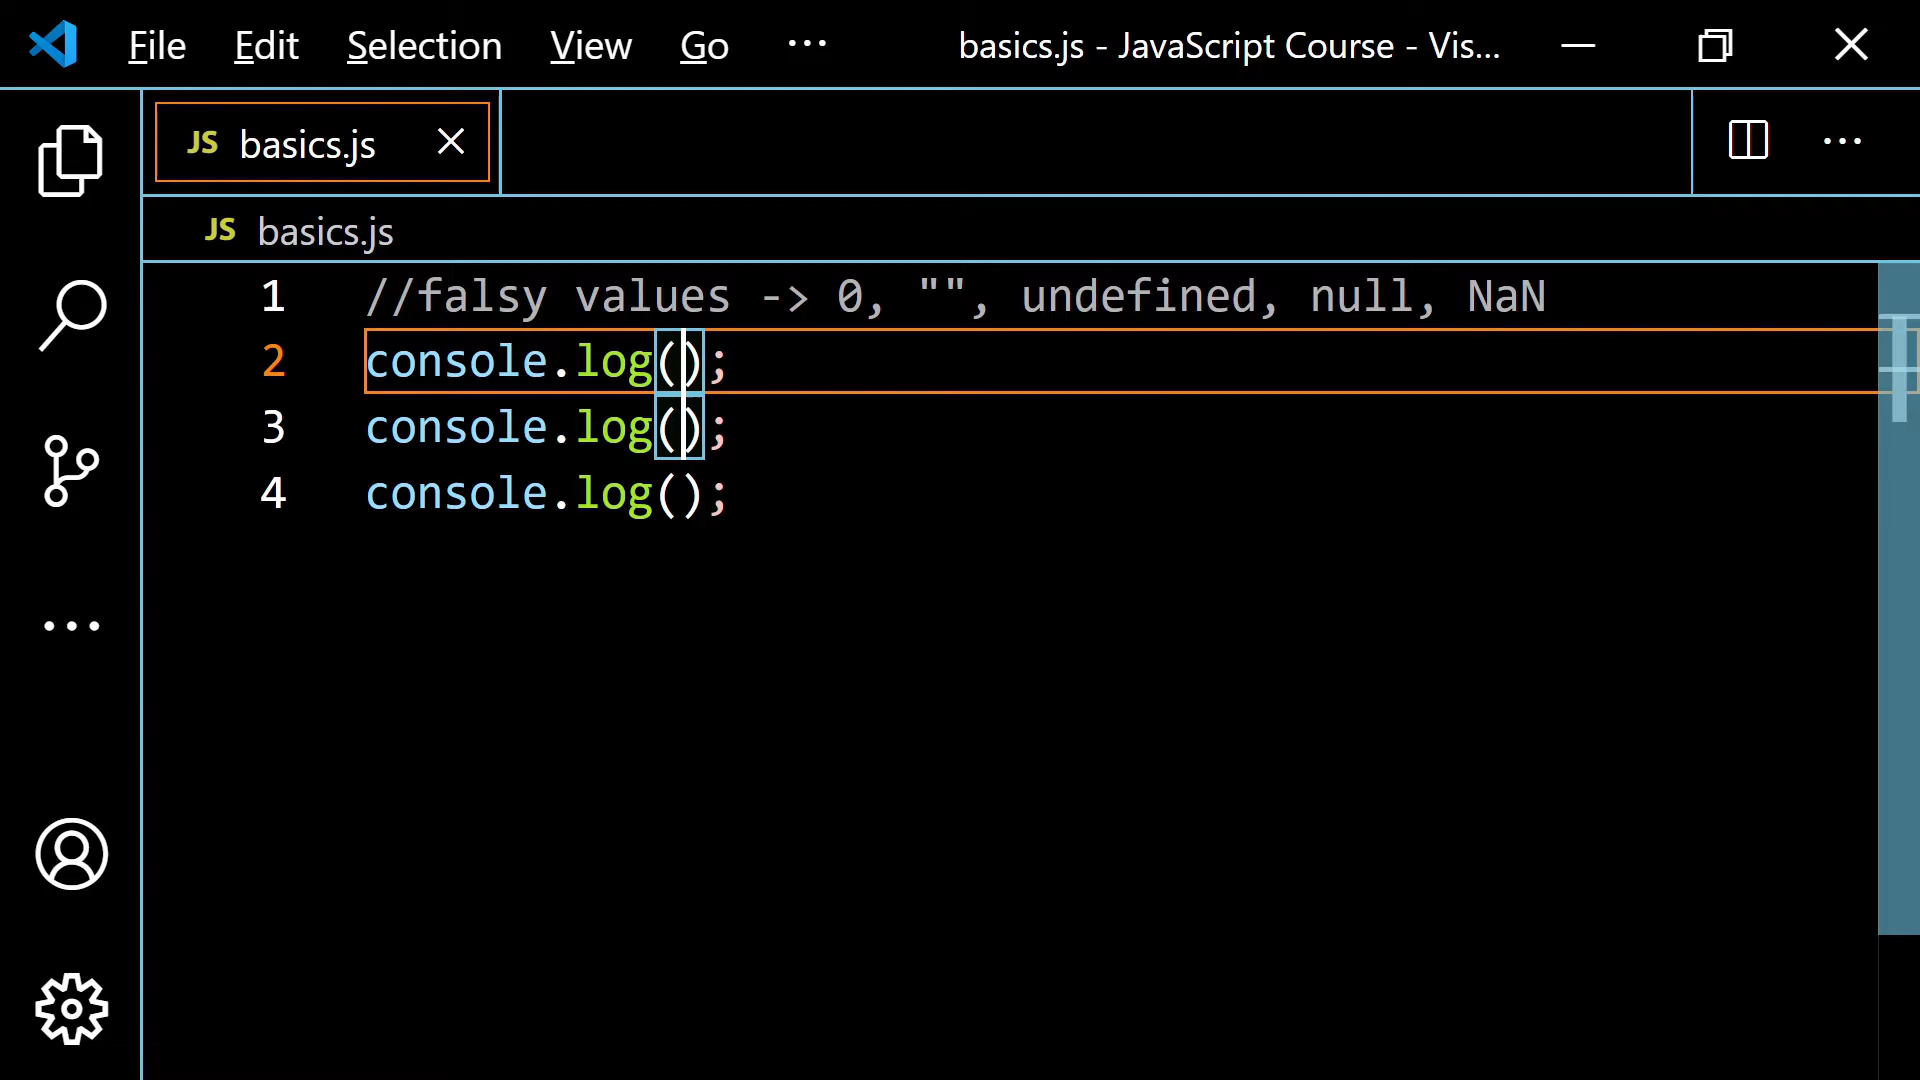 File Edit Selection View Go ··· basics.js - JavaScript Course - Vis...
JS basics.js
JS basics.js
1 //falsy values -> 0, "", undefined, null, NaN
2 console.log();
3 console.log();
4 console.log();